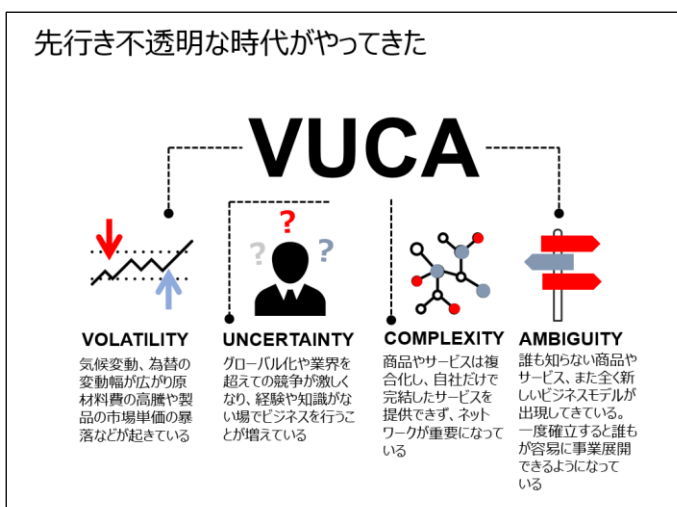 先行き不透明な時代がやってきた
VUCA
?
?
?
VOLATILITY
気候変動、為替の
変動幅が広がり原
材料費の高騰や製
品の市場単価の暴
落などが起きている
UNCERTAINTY
グローバル化や業界を
超えての競争が激しく
なり、経験や知識がな
い場でビジネスを行うこ
とが増えている
COMPLEXITY
商品やサービスは複
合化し、自社だけで
完結したサービスを
提供できず、ネット
ワークが重要になって
いる
AMBIGUITY
誰も知らない商品や
サービス、また全く新
しいビジネスモデルが
出現してきている。
一度確立すると誰も
が容易に事業展開
できるようになって
いる